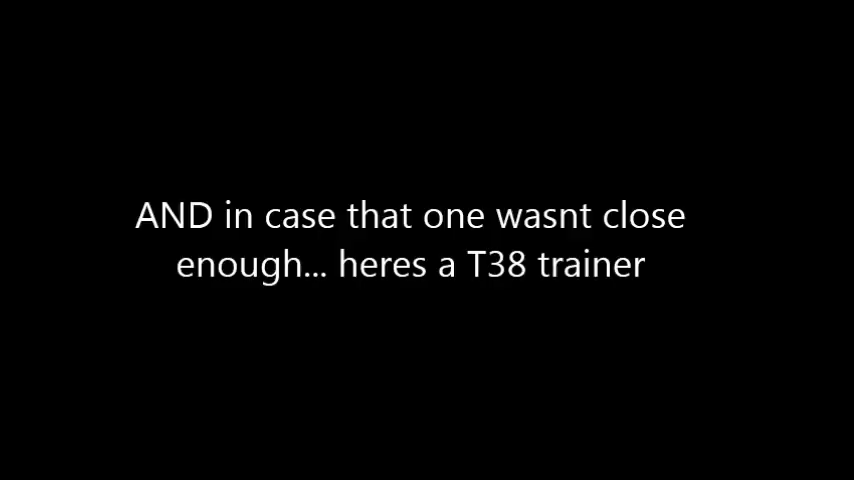 AND in case that one wasnt close
enough... heres a T38 trainer